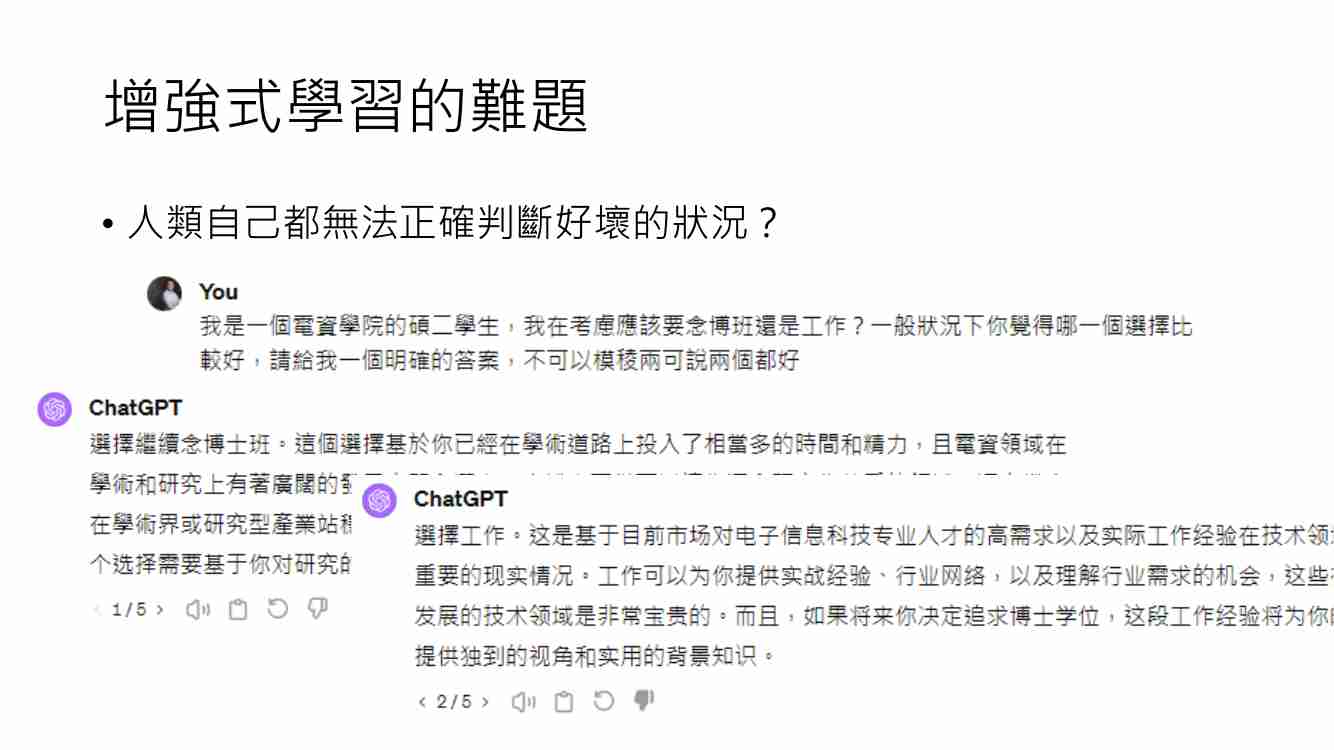 增強式學習的難題
• 人類自己都無法正確判斷好壞的狀況？
You
我是一個電資學院的碩二學生，我在考慮應該要念博班還是工作？一般狀況下你覺得哪一個選擇比
較好，請給我一個明確的答案，不可以模稜兩可說兩個都好
ChatGPT
選擇繼續念博士班。這個選擇基於你已經在學術道路上投入了相當多的時間和精力，且電資領域在
學術和研究上有著廣闊的
在學術界或研究型產業站
个选择需要基于你对研究的
1/5
ChatGPT
選擇工作。这是基于目前市场对电子信息科技专业人才的高需求以及实际工作经验在技术领
重要的现实情况。工作可以为你提供实战经验、行业网络，以及理解行业需求的机会，这些
发展的技术领域是非常宝贵的。而且，如果将来你决定追求博士学位，这段工作经验将为你
提供独到的视角和实用的背景知识。
2/5